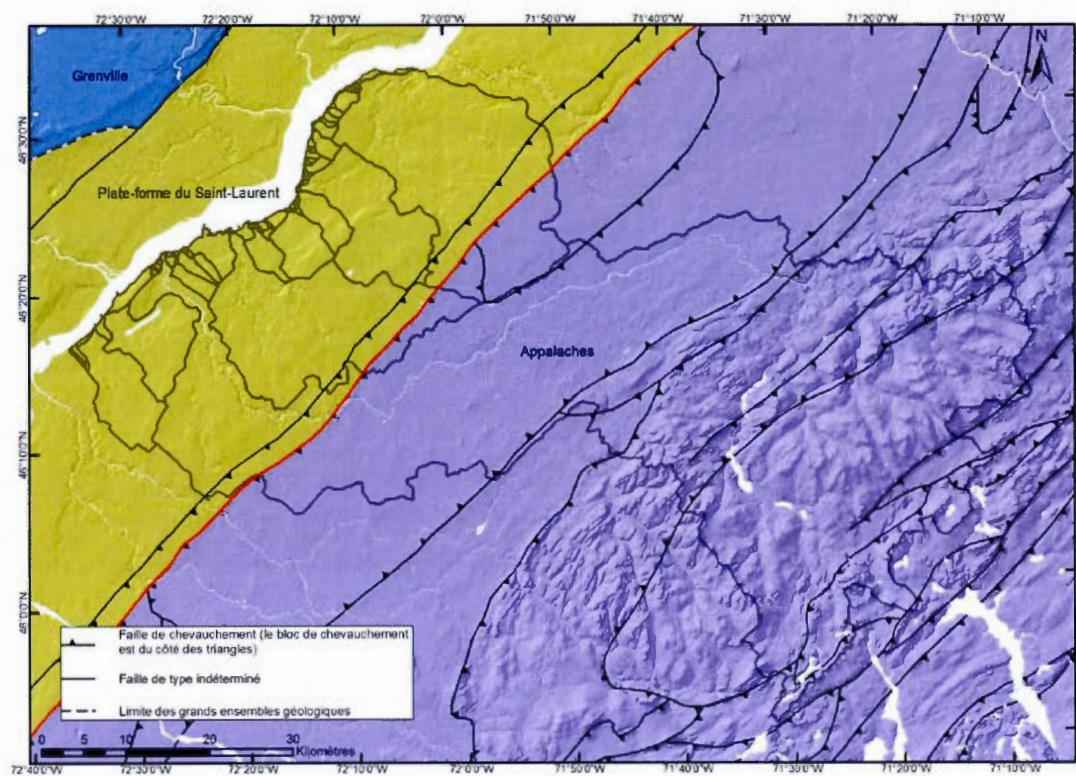 72°30'0"W 72°20'0"W 72°10'0"W 72°0'0"W 71°50'0"W 71°40'0"W 71°30'0"W 71°20'0"W 71°10'0"W
N
Grenville
46°30'0"N
Plate-forme du Saint-Laurent
46°20'0"N
Appalaches
46°10'0"N
46°0'0"N
Faille de chevauchement (le bloc de chevauchement
est du côté des triangles)
Faille de type indéterminé
Limite des grands ensembles géologiques
0 5 10 20 30
Kilomètres
72°40'0"W 72°30'0"W 72°20'0"W 72°10'0"W 72°0'0"W 71°50'0"W 71°40'0"W 71°30'0"W 71°20'0"W 71°10'0"W